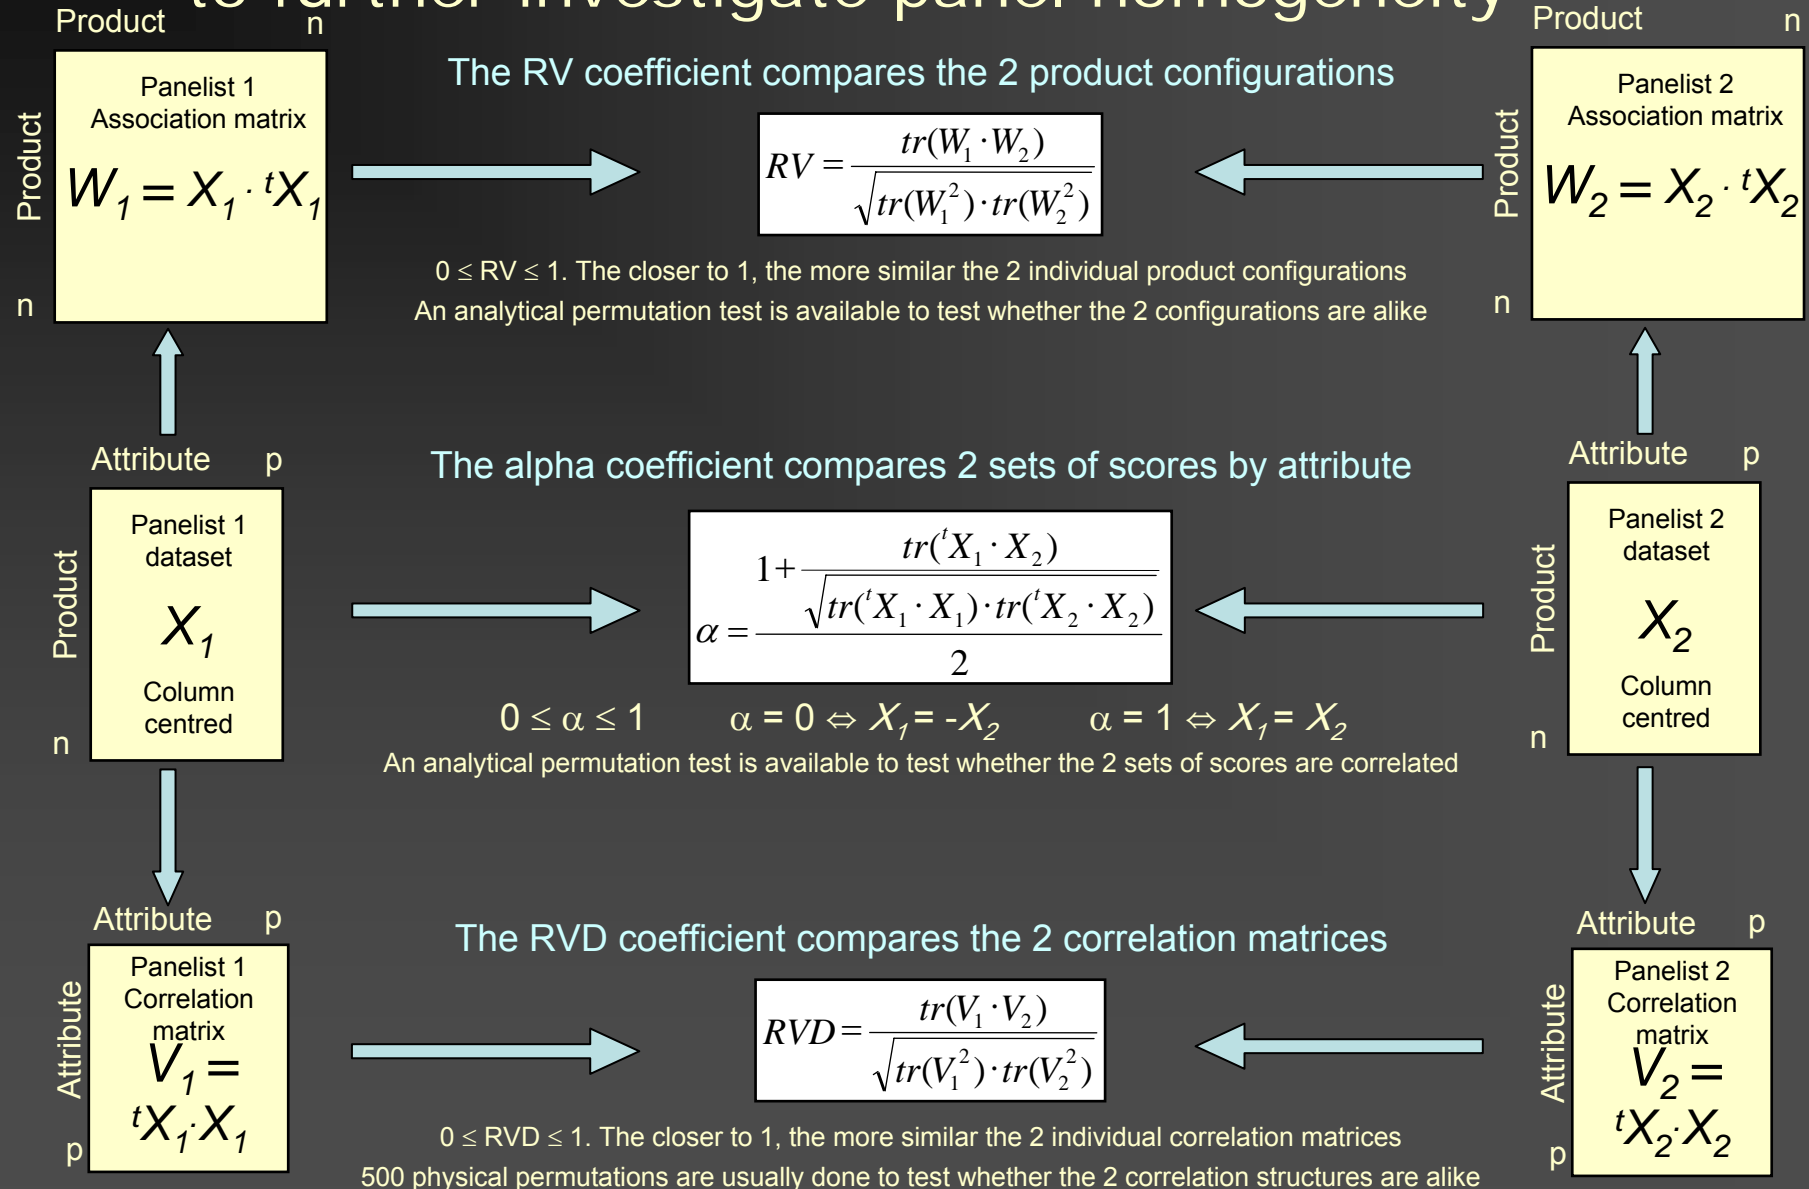 to further investigate panel homogeneity
Product n
Product
n
Panelist 1
Association matrix
W₁ = X₁ · ᵗX₁
The RV coefficient compares the 2 product configurations
RV = tr(W₁ · W₂) / √(tr(W₁²) · tr(W₂²))
0 ≤ RV ≤ 1. The closer to 1, the more similar the 2 individual product configurations
An analytical permutation test is available to test whether the 2 configurations are alike
Product n
Product
n
Panelist 2
Association matrix
W₂ = X₂ · ᵗX₂
Attribute p
Product
n
Panelist 1
dataset
X₁
Column
centred
The alpha coefficient compares 2 sets of scores by attribute
α = (1 + tr(ᵗX₁ · X₂) / √(tr(ᵗX₁ · X₁) · tr(ᵗX₂ · X₂))) / 2
0 ≤ α ≤ 1 α = 0 ⇔ X₁ = -X₂ α = 1 ⇔ X₁ = X₂
An analytical permutation test is available to test whether the 2 sets of scores are correlated
Attribute p
Product
n
Panelist 2
dataset
X₂
Column
centred
Attribute p
Attribute
p
Panelist 1
Correlation
matrix
V₁ =
ᵗX₁·X₁
The RVD coefficient compares the 2 correlation matrices
RVD = tr(V₁ · V₂) / √(tr(V₁²) · tr(V₂²))
0 ≤ RVD ≤ 1. The closer to 1, the more similar the 2 individual correlation matrices
500 physical permutations are usually done to test whether the 2 correlation structures are alike
Attribute p
Attribute
p
Panelist 2
Correlation
matrix
V₂ =
ᵗX₂·X₂